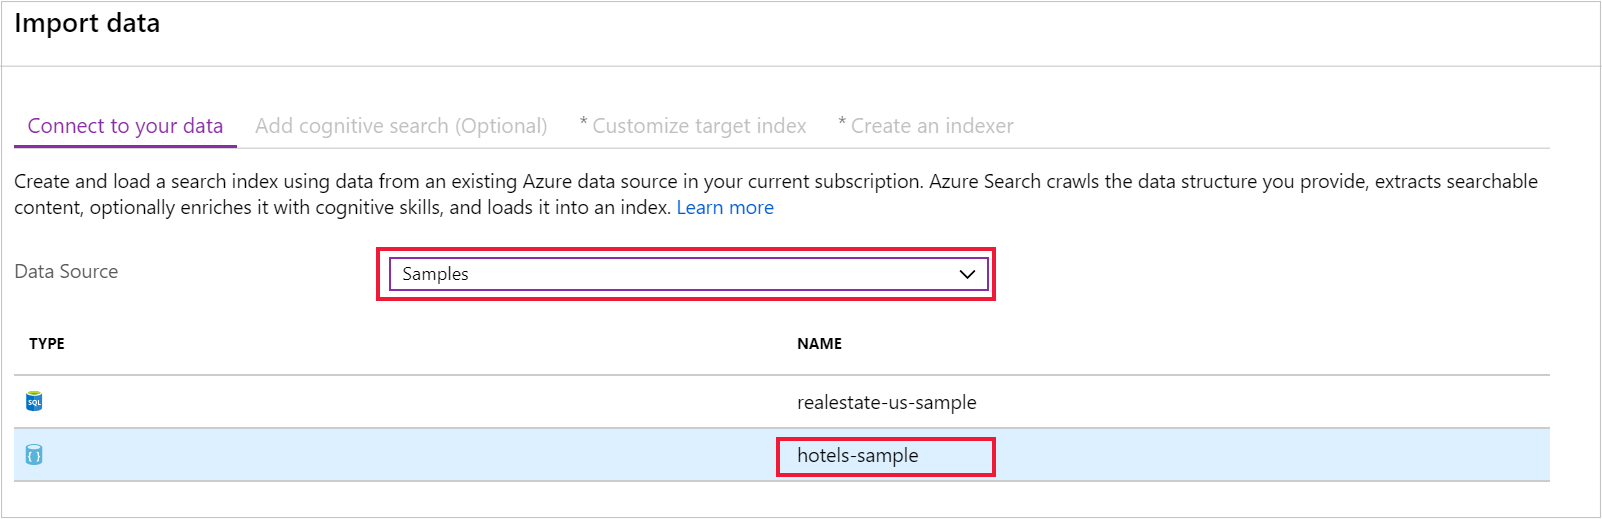 Import data
Connect to your data Add cognitive search (Optional) * Customize target index * Create an indexer
Create and load a search index using data from an existing Azure data source in your current subscription. Azure Search crawls the data structure you provide, extracts searchable
content, optionally enriches it with cognitive skills, and loads it into an index. Learn more
Data Source Samples
TYPE NAME
SQL realestate-us-sample
{ } hotels-sample